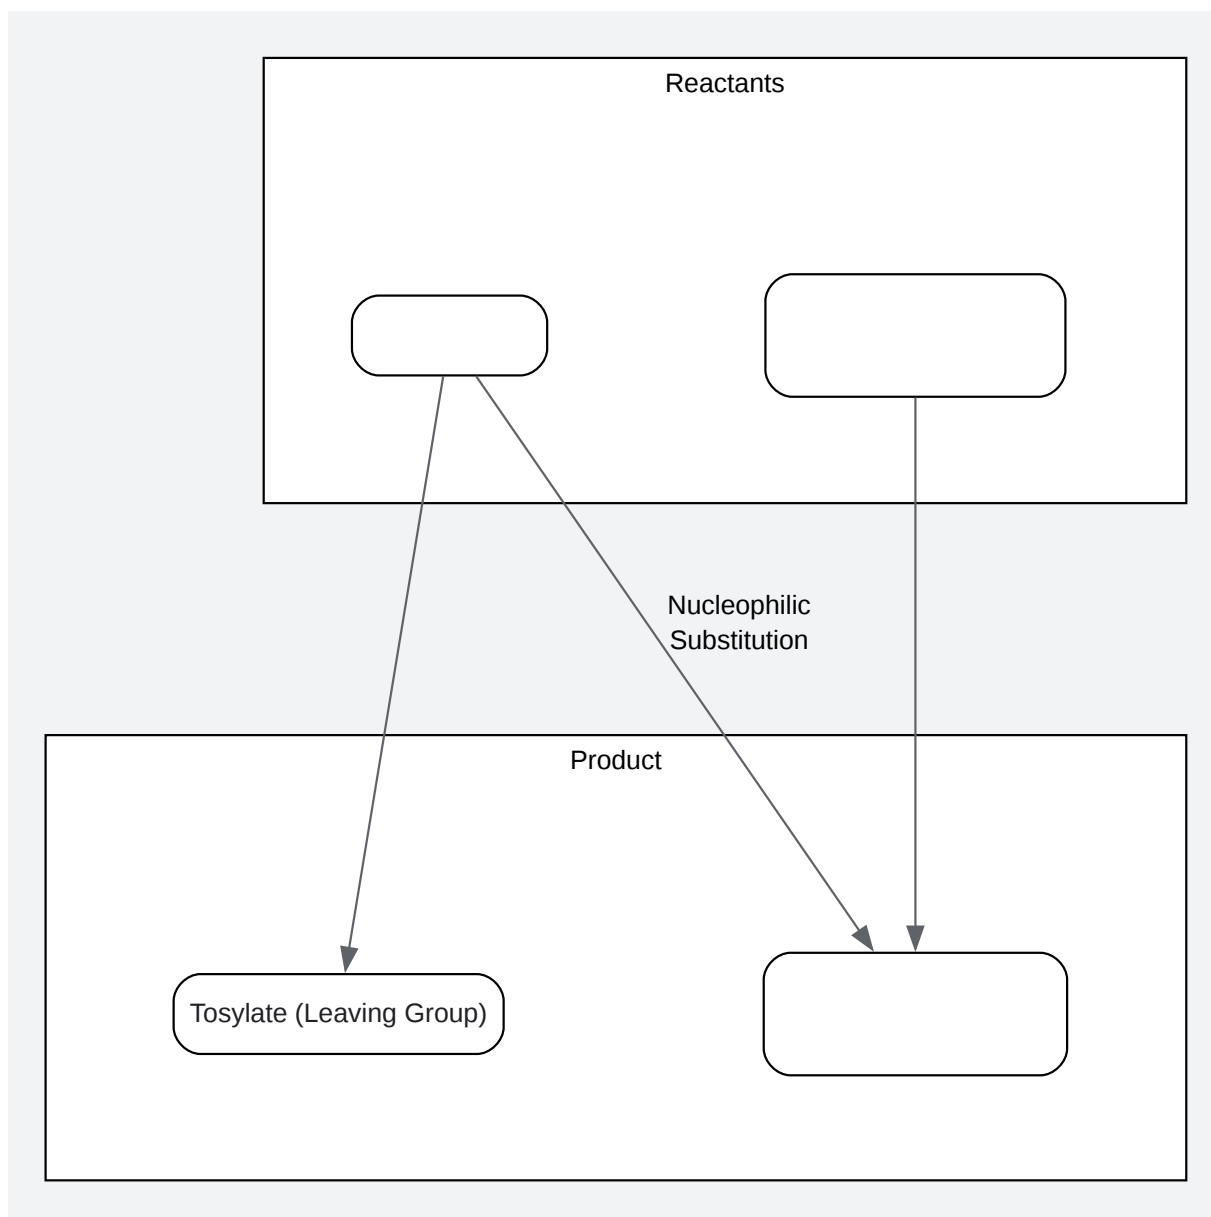 Reactants
Nucleophilic
Substitution
Product
Tosylate (Leaving Group)